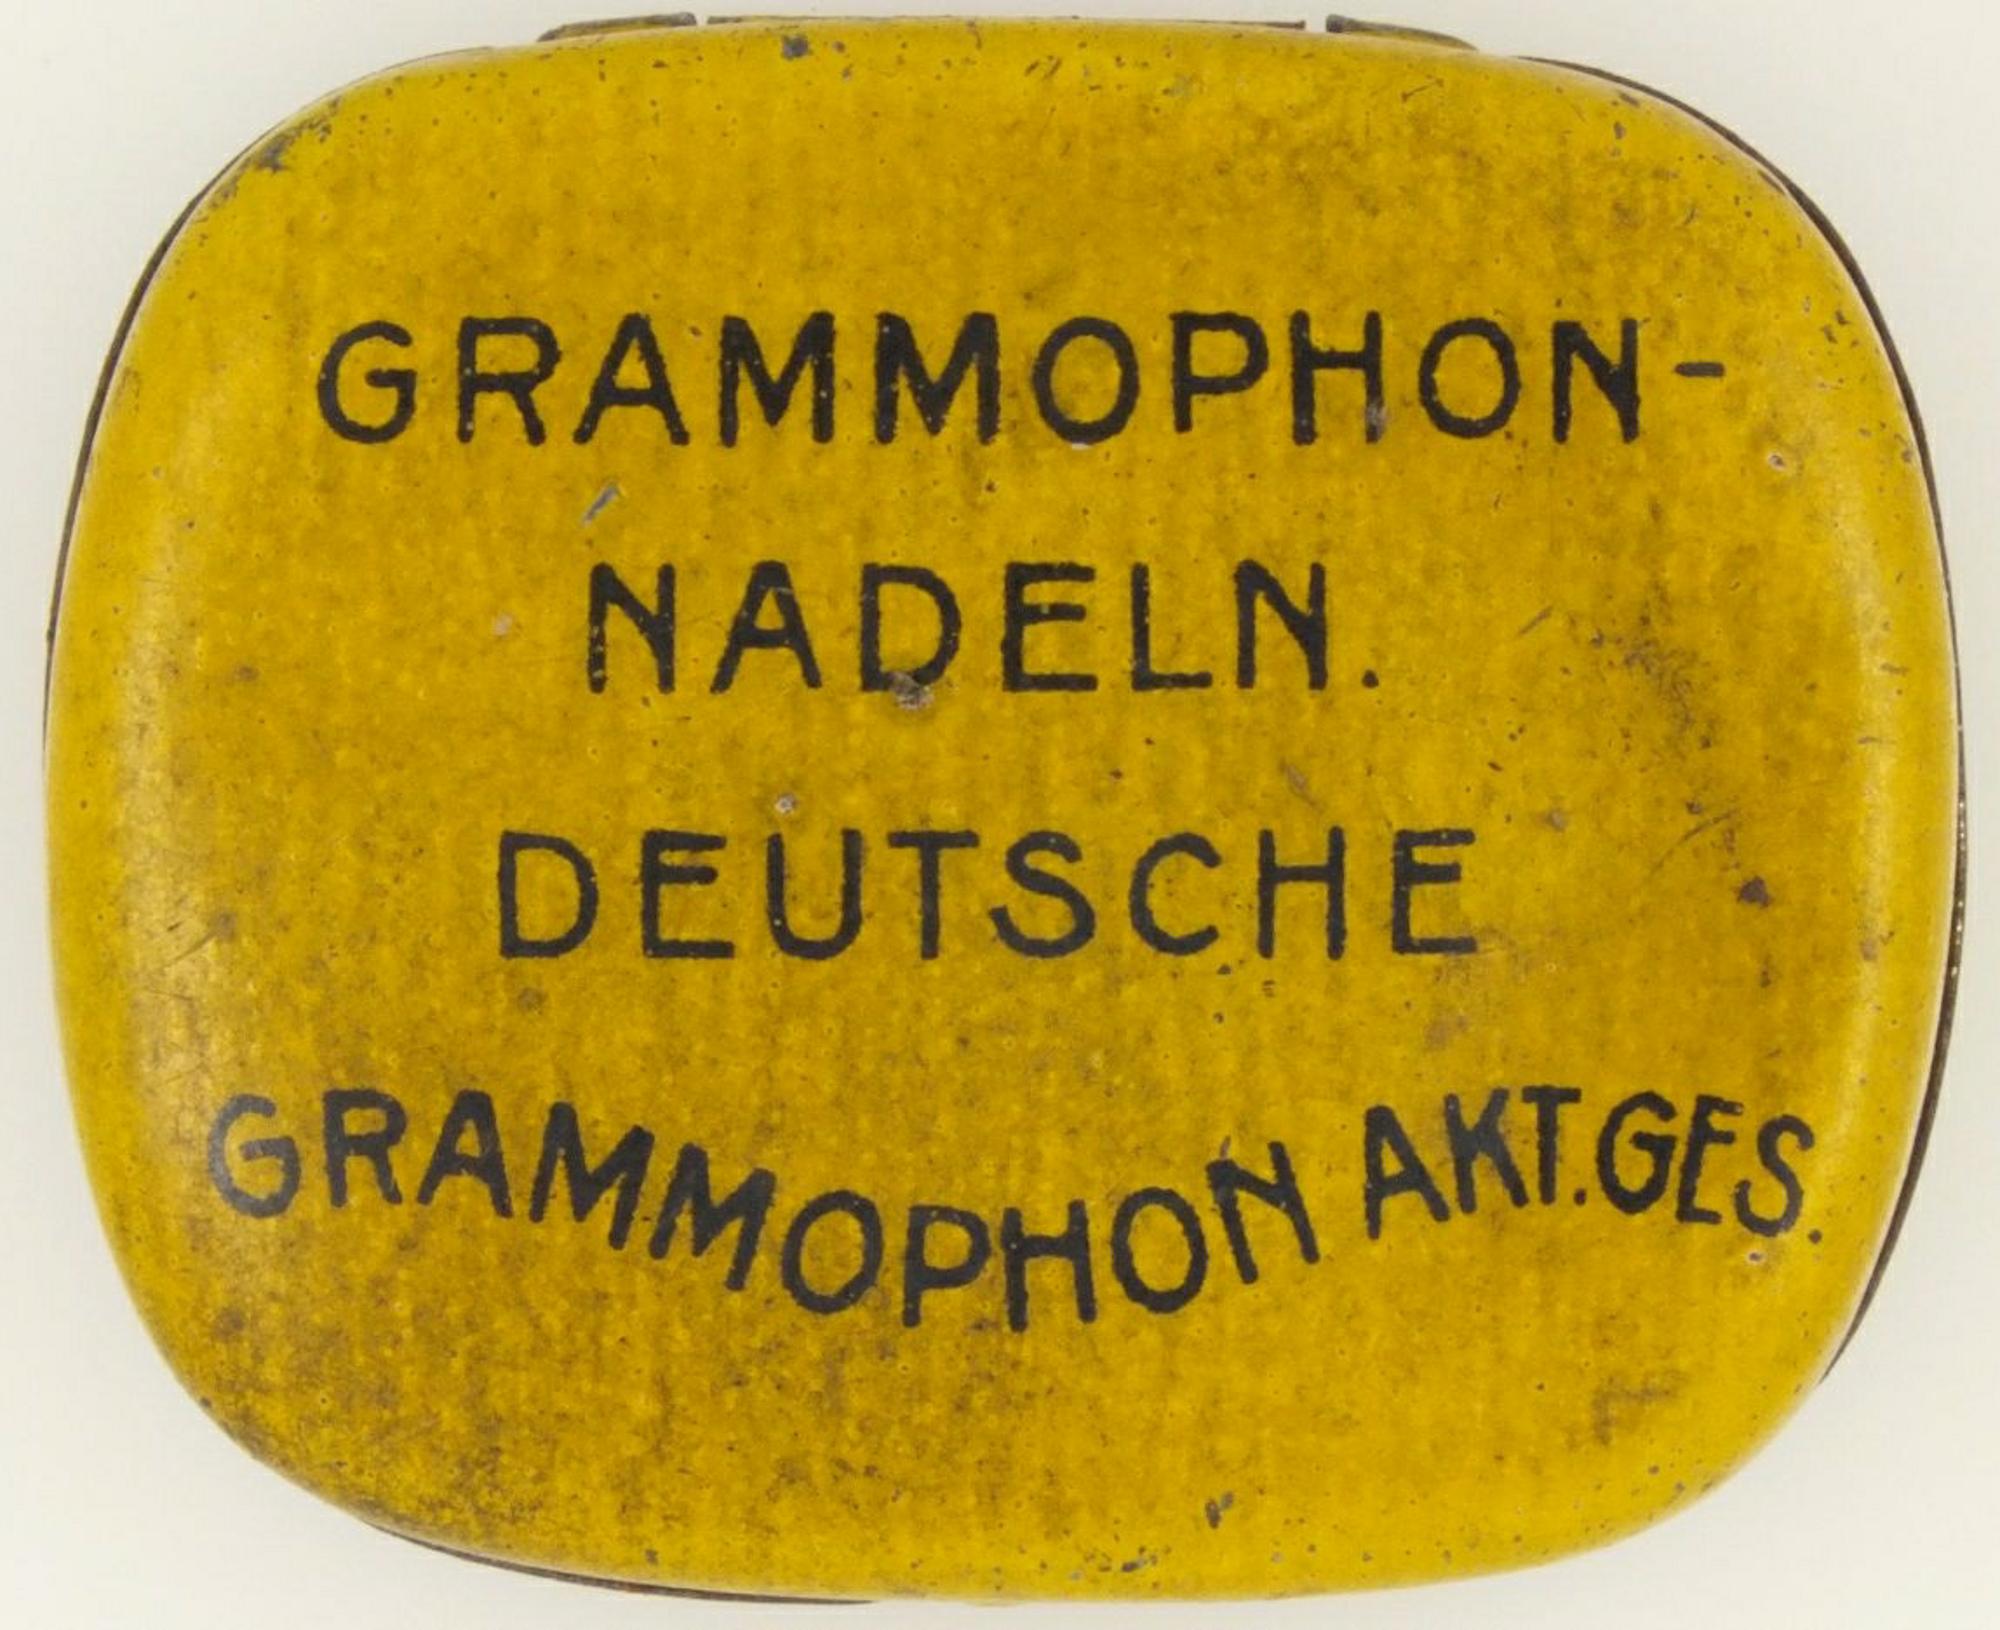 GRAMMOPHON-
NADELN.
DEUTSCHE
GRAMMOPHON AKT.GES.